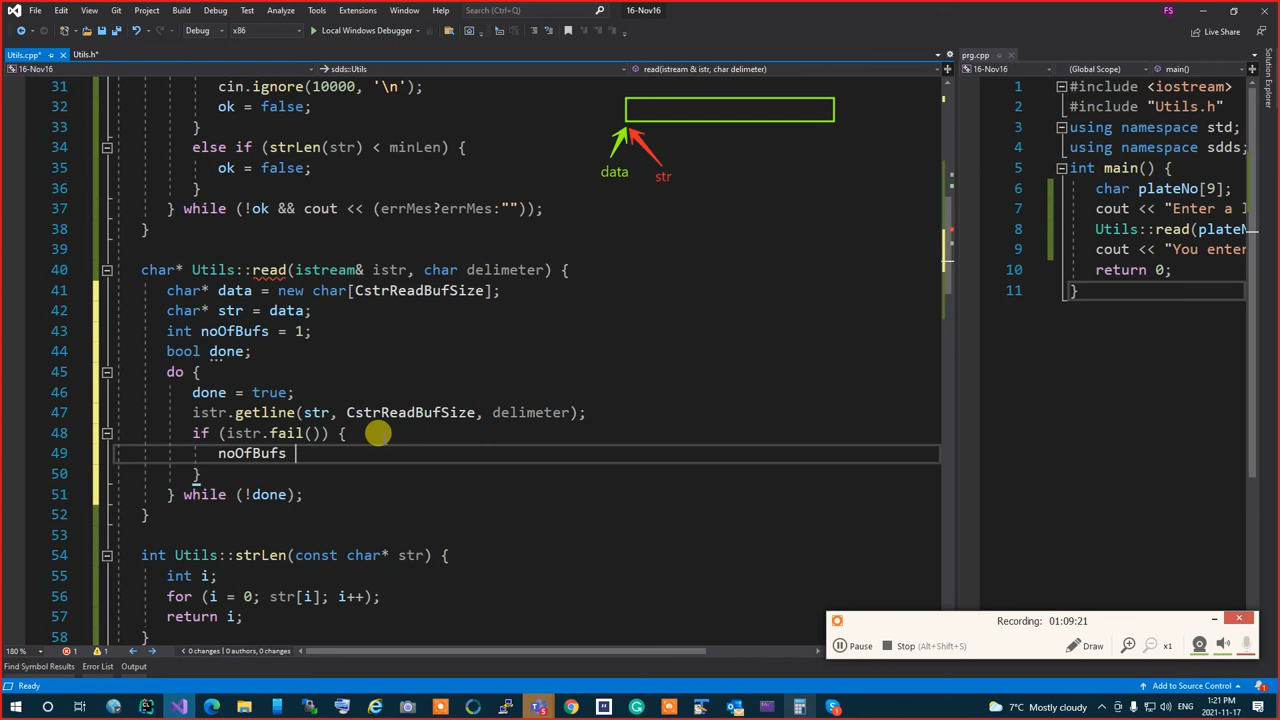 File Edit View Git Project Build Debug Test Analyze Tools Extensions Window Help Search (Ctrl+Q) 16-Nov16 FS
Debug x86 Local Windows Debugger Live Share
Utils.cpp* Utils.h* prg.cpp
16-Nov16 sdds::Utils read(istream & istr, char delimeter) 16-Nov16 (Global Scope) main()
31 cin.ignore(10000, '\n');
32 ok = false;
33 }
34 else if (strLen(str) < minLen) {
35 ok = false;
36 }
37 } while (!ok && cout << (errMes?errMes:""));
38 }
39
40 char* Utils::read(istream& istr, char delimeter) {
41 char* data = new char[CstrReadBufSize];
42 char* str = data;
43 int noOfBufs = 1;
44 bool done;
45 do {
46 done = true;
47 istr.getline(str, CstrReadBufSize, delimeter);
48 if (istr.fail()) {
49 noOfBufs
50 }
51 } while (!done);
52 }
53
54 int Utils::strLen(const char* str) {
55 int i;
56 for (i = 0; str[i]; i++);
57 return i;
58 }
data
str
1 #include <iostream>
2 #include "Utils.h"
3 using namespace std;
4 using namespace sdds;
5 int main() {
6 char plateNo[9];
7 cout << "Enter a
8 Utils::read(plate
9 cout << "You enter
10 return 0;
11 }
Solution Explorer
Recording: 01:09:21
Pause Stop (Alt+Shift+S) Draw x1
180 % 1 1 0 changes | 0 authors, 0 changes
Find Symbol Results Error List Output
Ready Add to Source Control 1
7°C Mostly cloudy ENG 1:21 PM
2021-11-17